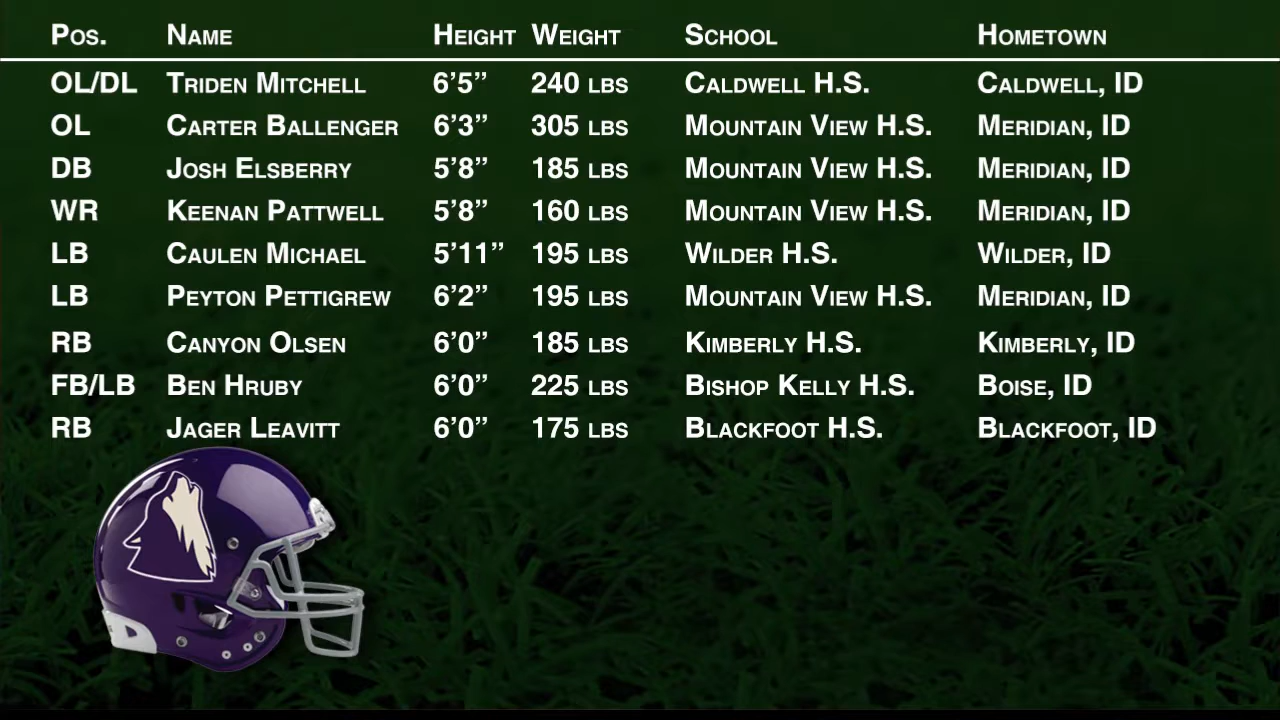 POS. NAME HEIGHT WEIGHT SCHOOL HOMETOWN
OL/DL TRIDEN MITCHELL 6’5” 240 LBS CALDWELL H.S. CALDWELL, ID
OL CARTER BALLENGER 6’3” 305 LBS MOUNTAIN VIEW H.S. MERIDIAN, ID
DB JOSH ELSBERRY 5’8” 185 LBS MOUNTAIN VIEW H.S. MERIDIAN, ID
WR KEENAN PATTWELL 5’8” 160 LBS MOUNTAIN VIEW H.S. MERIDIAN, ID
LB CAULEN MICHAEL 5’11” 195 LBS WILDER H.S. WILDER, ID
LB PEYTON PETTIGREW 6’2” 195 LBS MOUNTAIN VIEW H.S. MERIDIAN, ID
RB CANYON OLSEN 6’0” 185 LBS KIMBERLY H.S. KIMBERLY, ID
FB/LB BEN HRUBY 6’0” 225 LBS BISHOP KELLY H.S. BOISE, ID
RB JAGER LEAVITT 6’0” 175 LBS BLACKFOOT H.S. BLACKFOOT, ID